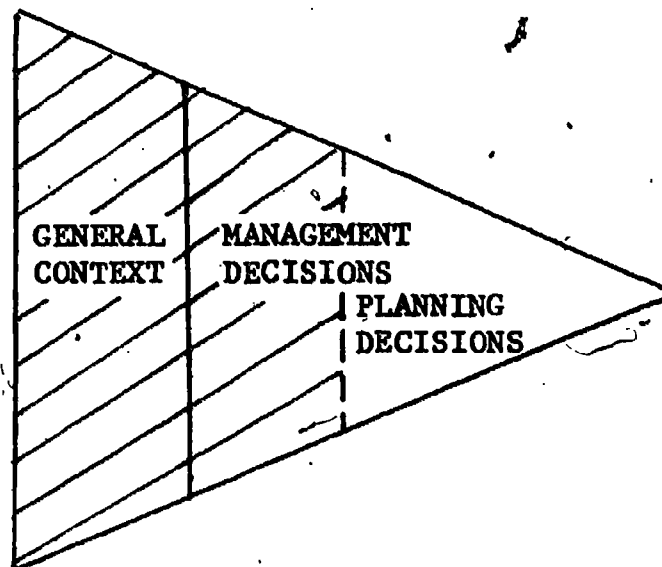 GENERAL
CONTEXT
MANAGEMENT
DECISIONS
PLANNING
DECISIONS